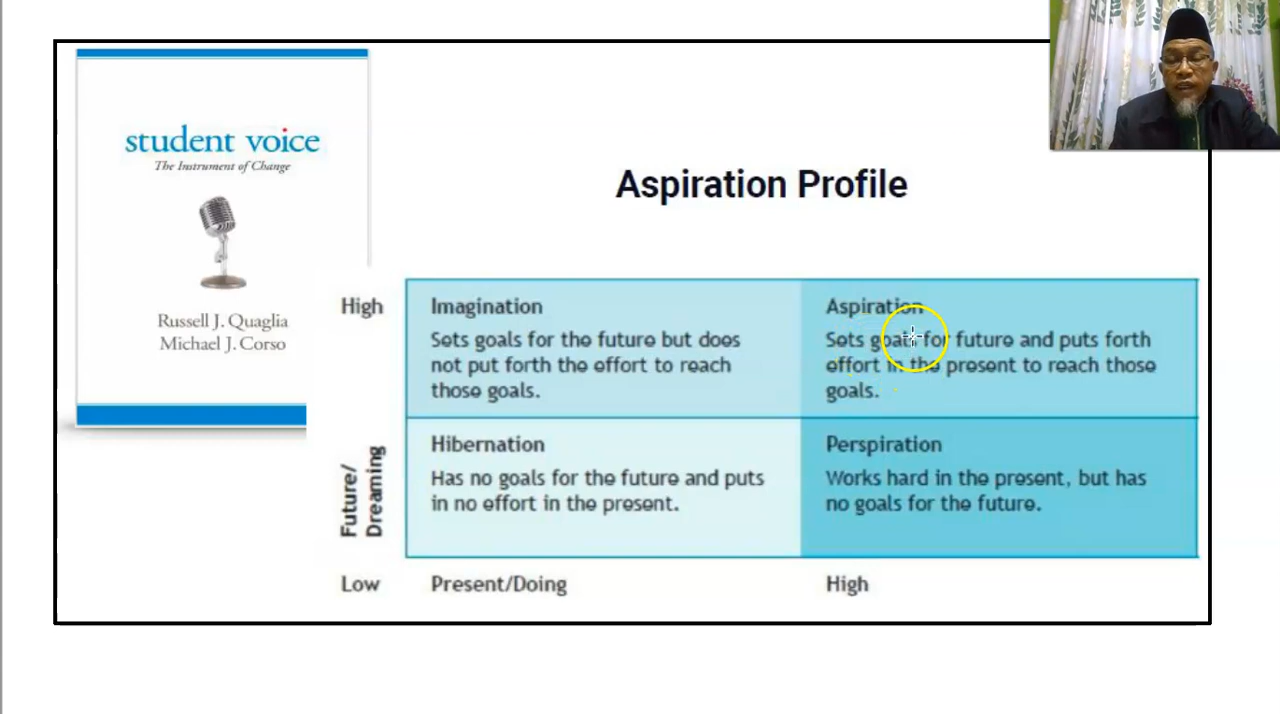 student voice
The Instrument of Change
Russell J. Quaglia
Michael J. Corso
Aspiration Profile
High
Imagination
Sets goals for the future but does
not put forth the effort to reach
those goals.
Aspiration
Sets goals for future and puts forth
effort in the present to reach those
goals.
Future/
Dreaming
Hibernation
Has no goals for the future and puts
in no effort in the present.
Perspiration
Works hard in the present, but has
no goals for the future.
Low
Present/Doing
High